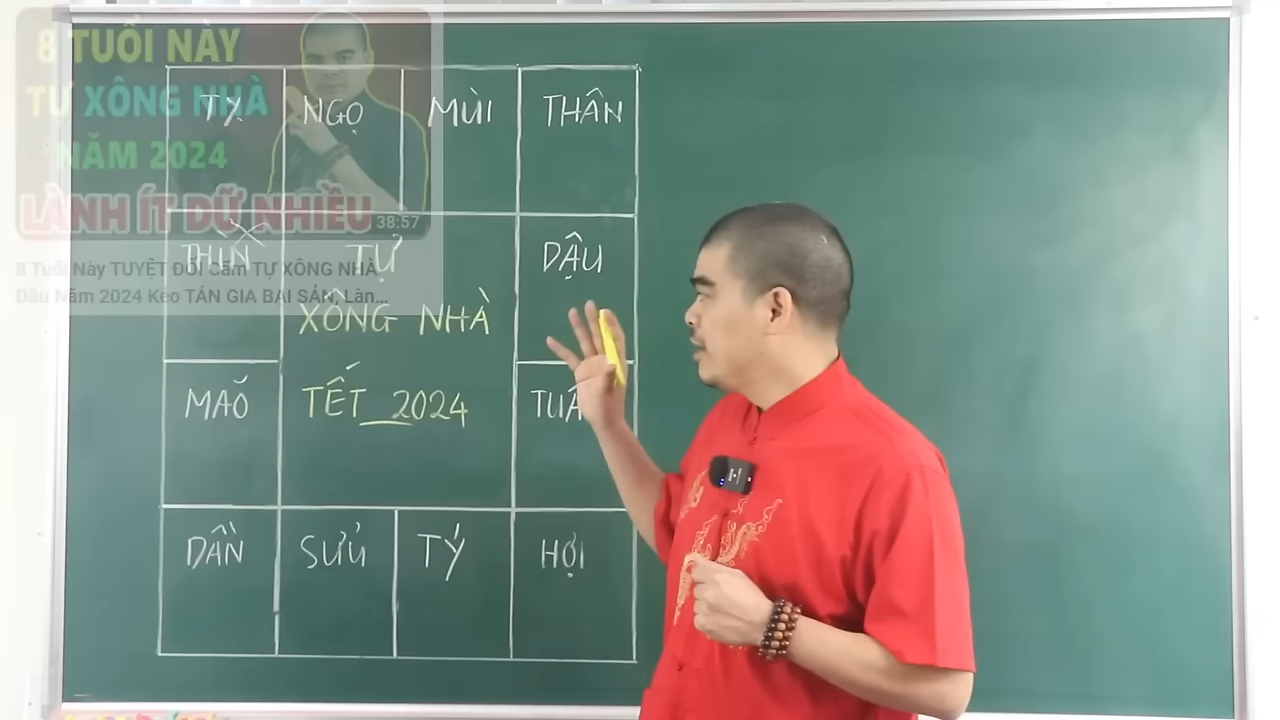 8 TUỔI NÀY
TỰ XÔNG NHÀ
NĂM 2024
LÀNH ÍT DỮ NHIỀU
38:57
8 Tuổi Này TUYỆT ĐỐI Cấm TỰ XÔNG NHÀ
Đầu Năm 2024 Kẻo TÁN GIA BẠI SẢN, Làn...
TỴ NGỌ MÙI THÂN
THÌN TỰ DẬU
XÔNG NHÀ
MAÕ TẾT 2024
DẦN SỬU TÝ HỢI